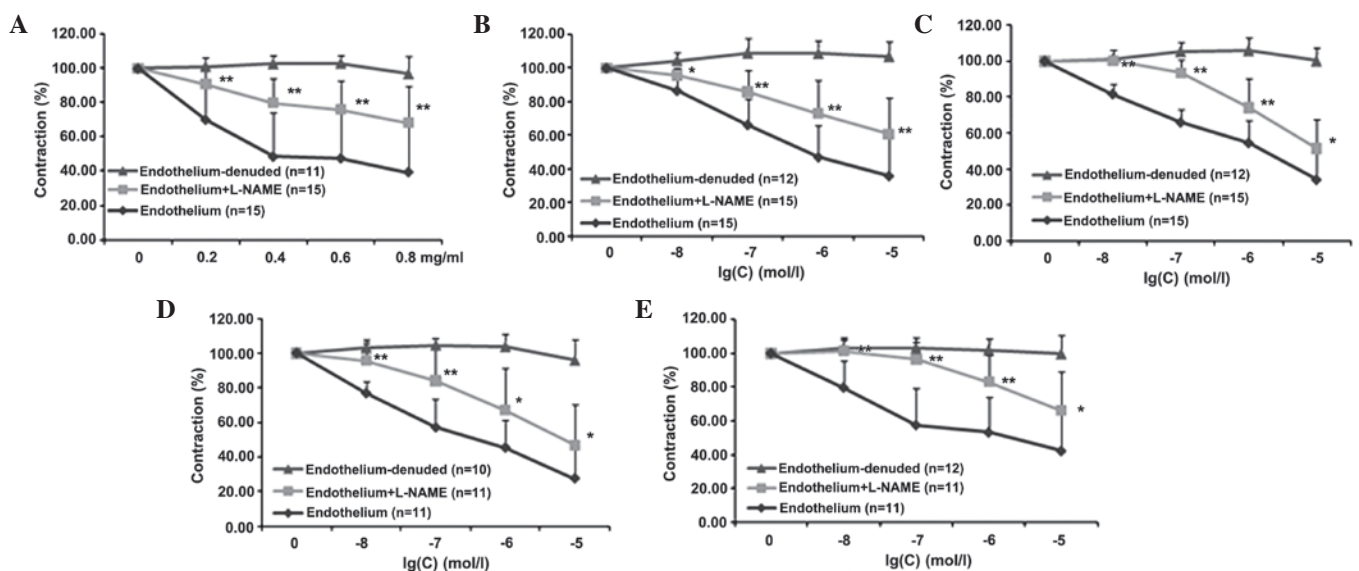 A
120.00
100.00
80.00
60.00
40.00
20.00
0.00
Contraction (%)
** ** ** **
Endothelium-denuded (n=11)
Endothelium+L-NAME (n=15)
Endothelium (n=15)
0 0.2 0.4 0.6 0.8 mg/ml
B
120.00
100.00
80.00
60.00
40.00
20.00
0.00
Contraction (%)
* ** ** **
Endothelium-denuded (n=12)
Endothelium+L-NAME (n=15)
Endothelium (n=15)
0 -8 -7 -6 -5
lg(C) (mol/l)
C
120.00
100.00
80.00
60.00
40.00
20.00
0.00
Contraction (%)
** ** ** *
Endothelium-denuded (n=12)
Endothelium+L-NAME (n=15)
Endothelium (n=15)
0 -8 -7 -6 -5
lg(C) (mol/l)
D
120.00
100.00
80.00
60.00
40.00
20.00
0.00
Contraction (%)
** ** * *
Endothelium-denuded (n=10)
Endothelium+L-NAME (n=11)
Endothelium (n=11)
0 -8 -7 -6 -5
lg(C) (mol/l)
E
120.00
100.00
80.00
60.00
40.00
20.00
0.00
Contraction (%)
** ** ** *
Endothelium-denuded (n=12)
Endothelium+L-NAME (n=11)
Endothelium (n=11)
0 -8 -7 -6 -5
lg(C) (mol/l)